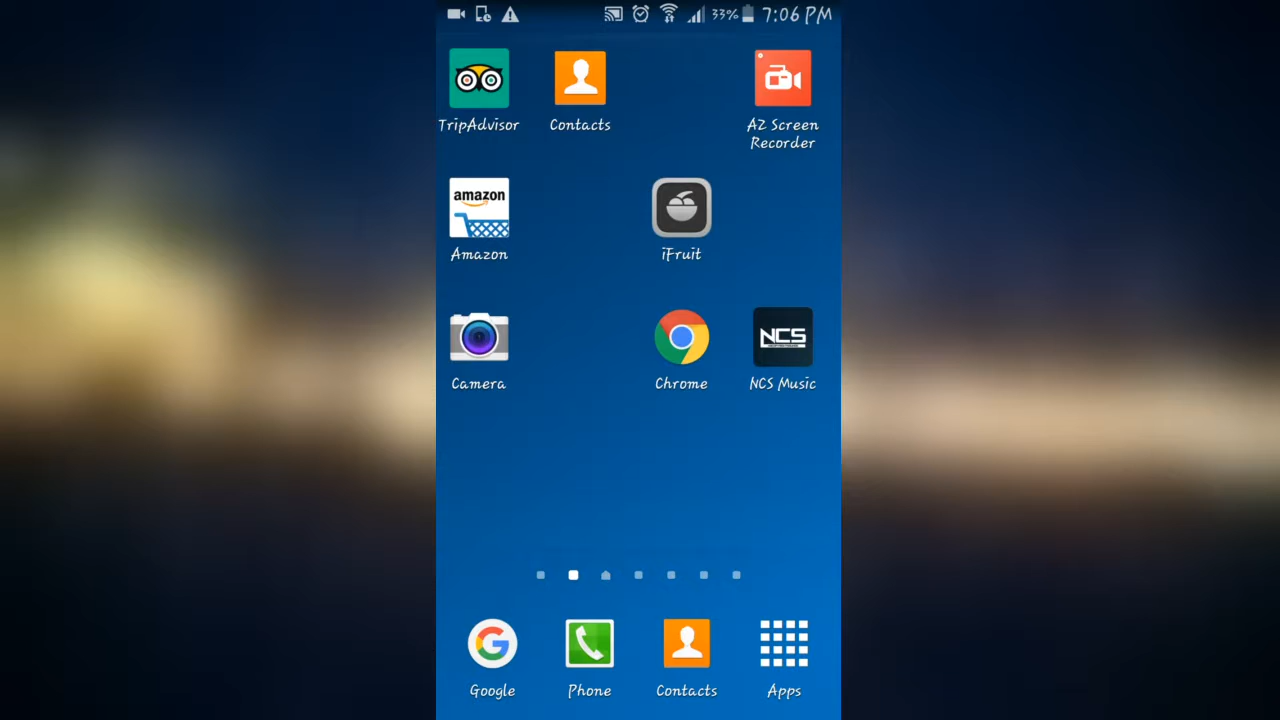 33% 7:06 PM
TripAdvisor
Contacts
AZ Screen
Recorder
amazon
Amazon
iFruit
Camera
Chrome
NCS
NCS Music
Google
Phone
Contacts
Apps